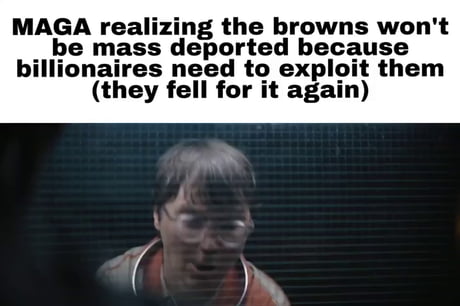 MAGA realizing the browns won't
be mass deported because
billionaires need to exploit them
(they fell for it again)